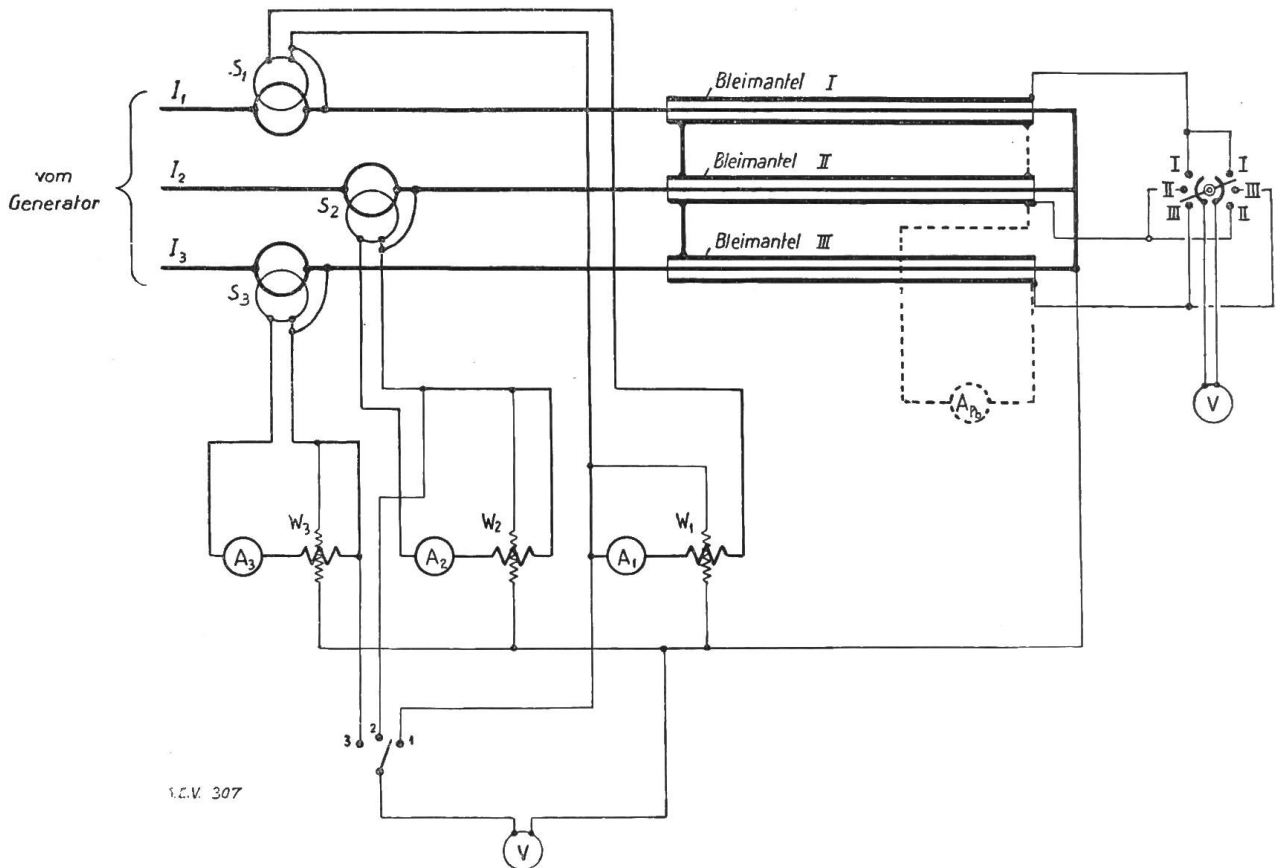 S₁
I₁
Bleimantel I
I I
vom
Generator
I₂
S₂
Bleimantel II
II III
III II
I₃
S₃
Bleimantel III
A_Pb
V
W₃
W₂
W₁
A₃
A₂
A₁
3
2
1
S.E.V. 307
V